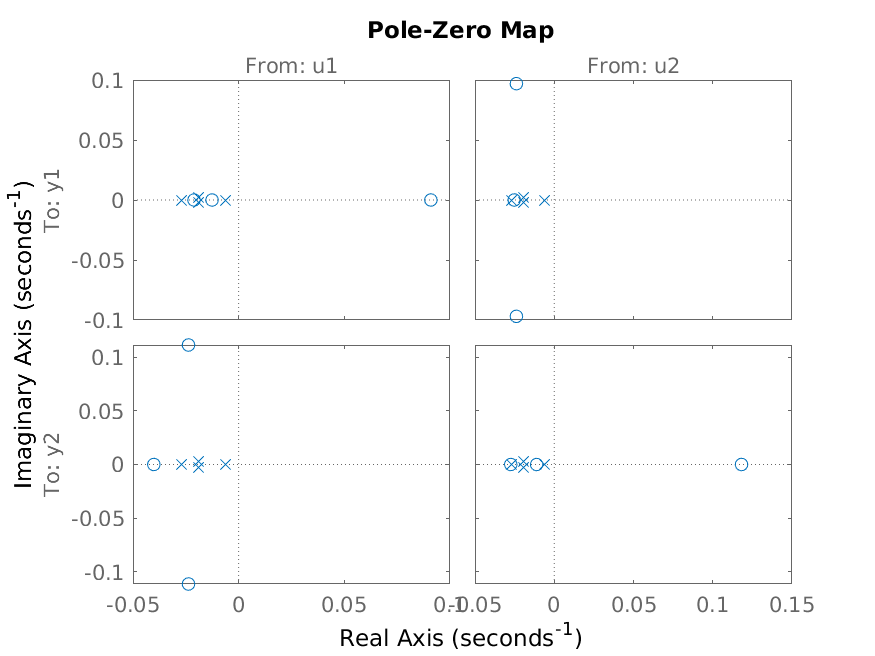 Pole-Zero Map
From: u1
From: u2
To: y1
0.1
0.05
0
-0.05
-0.1
To: y2
0.1
0.05
0
-0.05
-0.1
-0.05 0 0.05 0.1
-0.05 0 0.05 0.1 0.15
Imaginary Axis (seconds⁻¹)
Real Axis (seconds⁻¹)